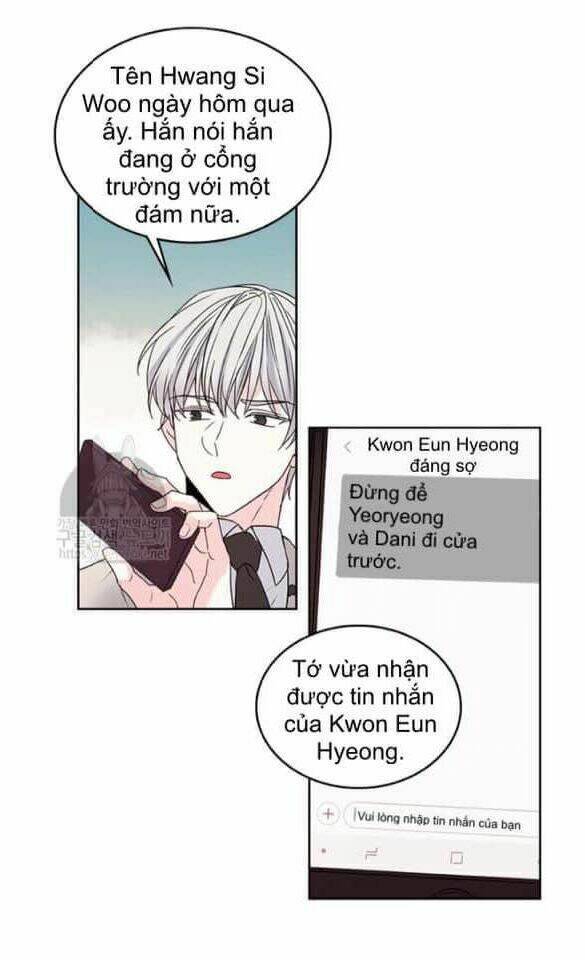 Tên Hwang Si
Woo ngày hôm qua
ấy. Hắn nói hắn
đang ở cổng
trường với một
đám nữa.
Kwon Eun Hyeong
đáng sợ
Đừng để
Yeoryeong
và Dani đi cửa
trước.
Tớ vừa nhận
được tin nhắn
của Kwon Eun
Hyeong.
Vui lòng nhập tin nhắn của bạn